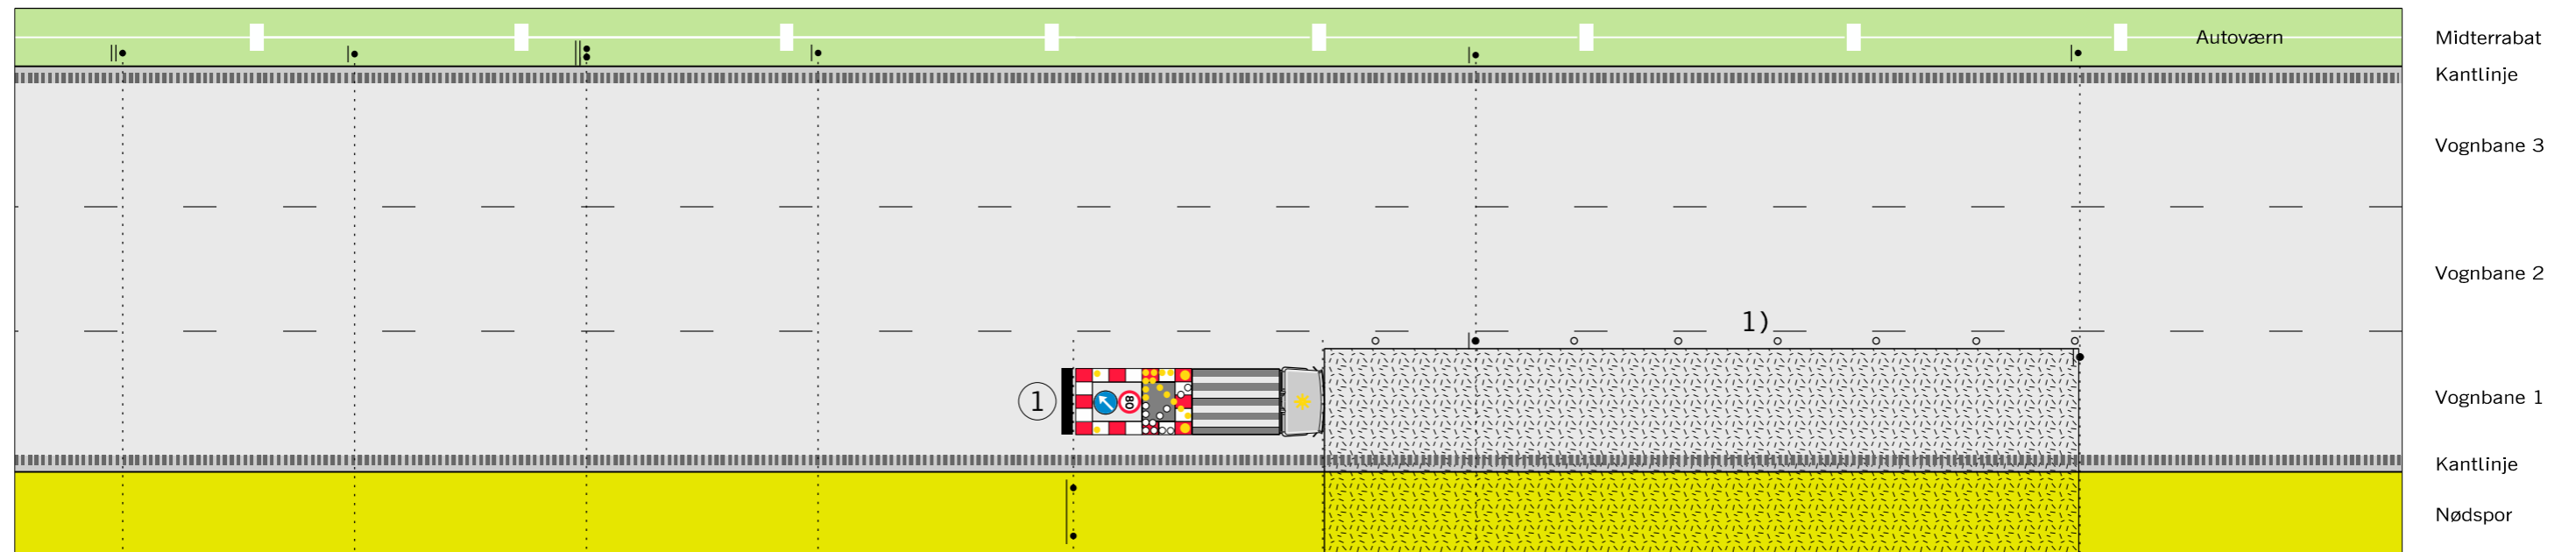 Autoværn
Midterrabat
Kantlinje
Vognbane 3
Vognbane 2
1)
1
80
Vognbane 1
Kantlinje
Nødspor